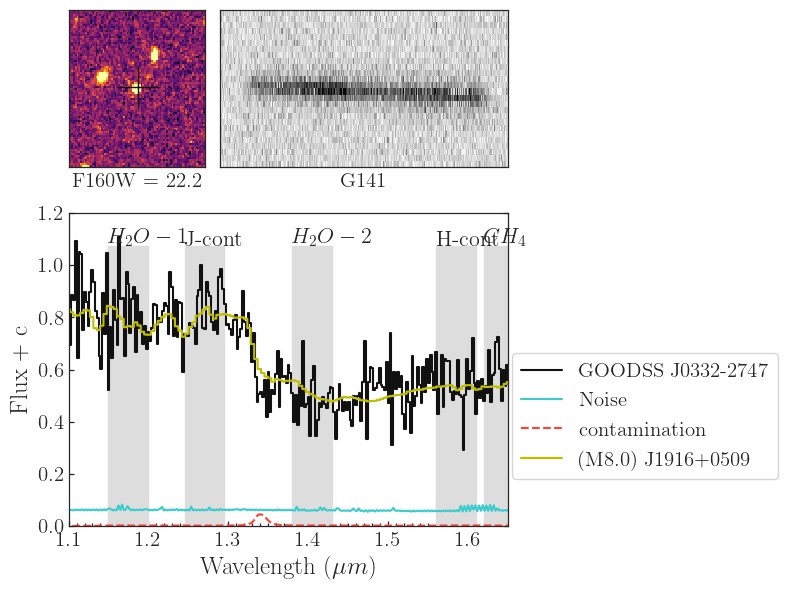 F160W = 22.2
G141
H₂O − 1
J-cont
H₂O − 2
H-cont
CH₄
1.2
1.0
0.8
0.6
0.4
0.2
0.0
Flux + c
1.1
1.2
1.3
1.4
1.5
1.6
Wavelength (μm)
GOODSS J0332-2747
Noise
contamination
(M8.0) J1916+0509